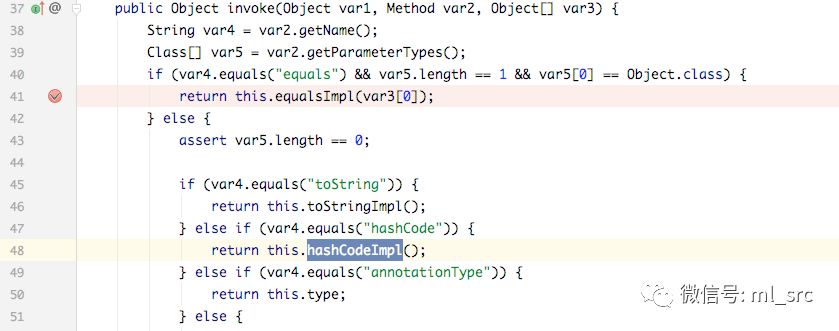 37 @ public Object invoke(Object var1, Method var2, Object[] var3) {
38 String var4 = var2.getName();
39 Class[] var5 = var2.getParameterTypes();
40 if (var4.equals("equals") && var5.length == 1 && var5[0] == Object.class) {
41 return this.equalsImpl(var3[0]);
42 } else {
43 assert var5.length == 0;
44
45 if (var4.equals("toString")) {
46 return this.toStringImpl();
47 } else if (var4.equals("hashCode")) {
48 return this.hashCodeImpl();
49 } else if (var4.equals("annotationType")) {
50 return this.type;
51 } else {
微信号: ml_src